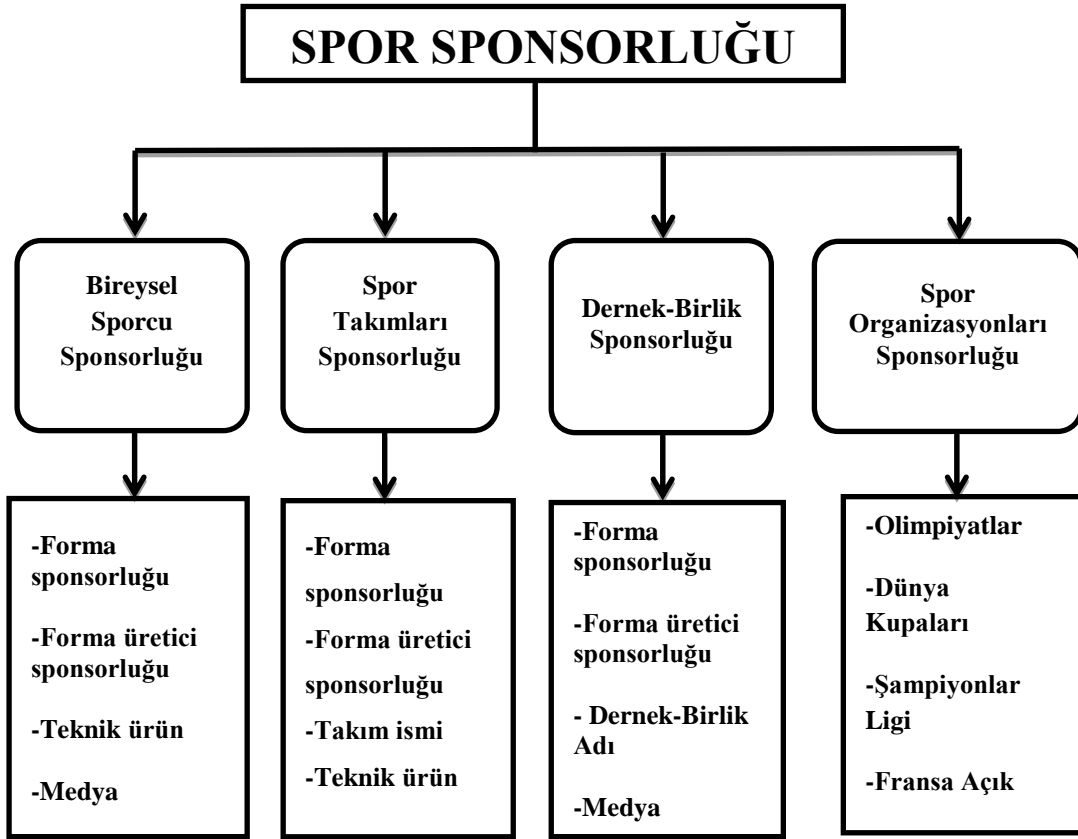 SPOR SPONSORLUĞU
Bireysel
Sporcu
Sponsorluğu
Spor
Takımları
Sponsorluğu
Dernek-Birlik
Sponsorluğu
Spor
Organizasyonları
Sponsorluğu
-Forma
sponsorluğu
-Forma üretici
sponsorluğu
-Teknik ürün
-Medya
-Forma
sponsorluğu
-Forma üretici
sponsorluğu
-Takım ismi
-Teknik ürün
-Forma
sponsorluğu
-Forma üretici
sponsorluğu
- Dernek-Birlik
Adı
-Medya
-Olimpiyatlar
-Dünya
Kupaları
-Şampiyonlar
Ligi
-Fransa Açık